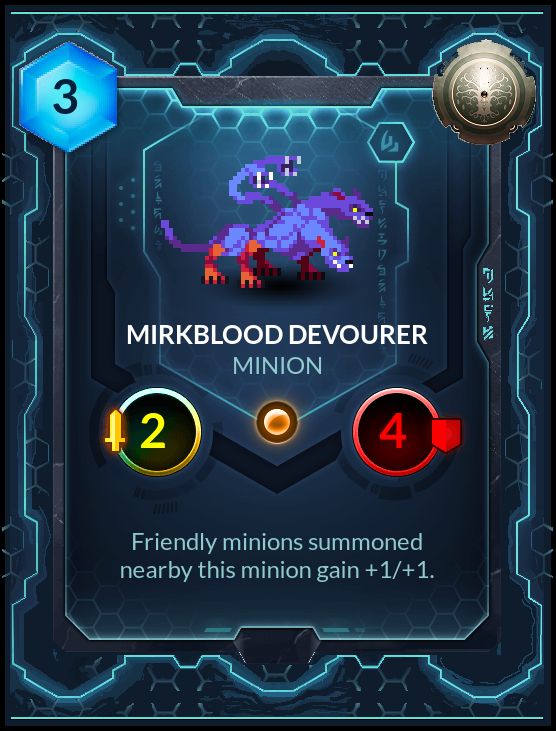 3
MIRKBLOOD DEVOURER
MINION
2
4
Friendly minions summoned
nearby this minion gain +1/+1.